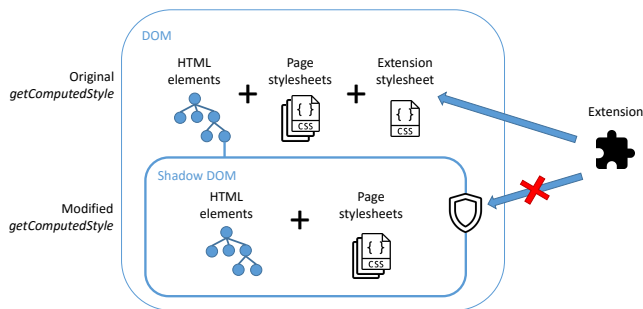 DOM
Original
getComputedStyle
HTML
elements
Page
stylesheets
Extension
stylesheet
{ }
CSS
{ }
CSS
Extension
Shadow DOM
Modified
getComputedStyle
HTML
elements
Page
stylesheets
{ }
CSS